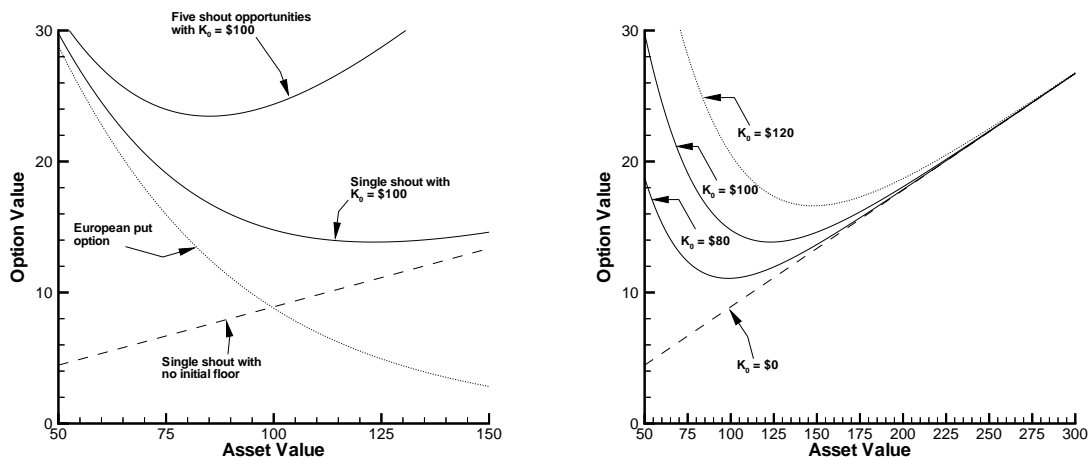 Five shout opportunities
with K₀ = $100
Single shout with
K₀ = $100
European put
option
Single shout with
no initial floor
Option Value
30
20
10
0
50
75
100
125
150
Asset Value
K₀ = $120
K₀ = $100
K₀ = $80
K₀ = $0
Option Value
30
20
10
0
50
75
100
125
150
175
200
225
250
275
300
Asset Value